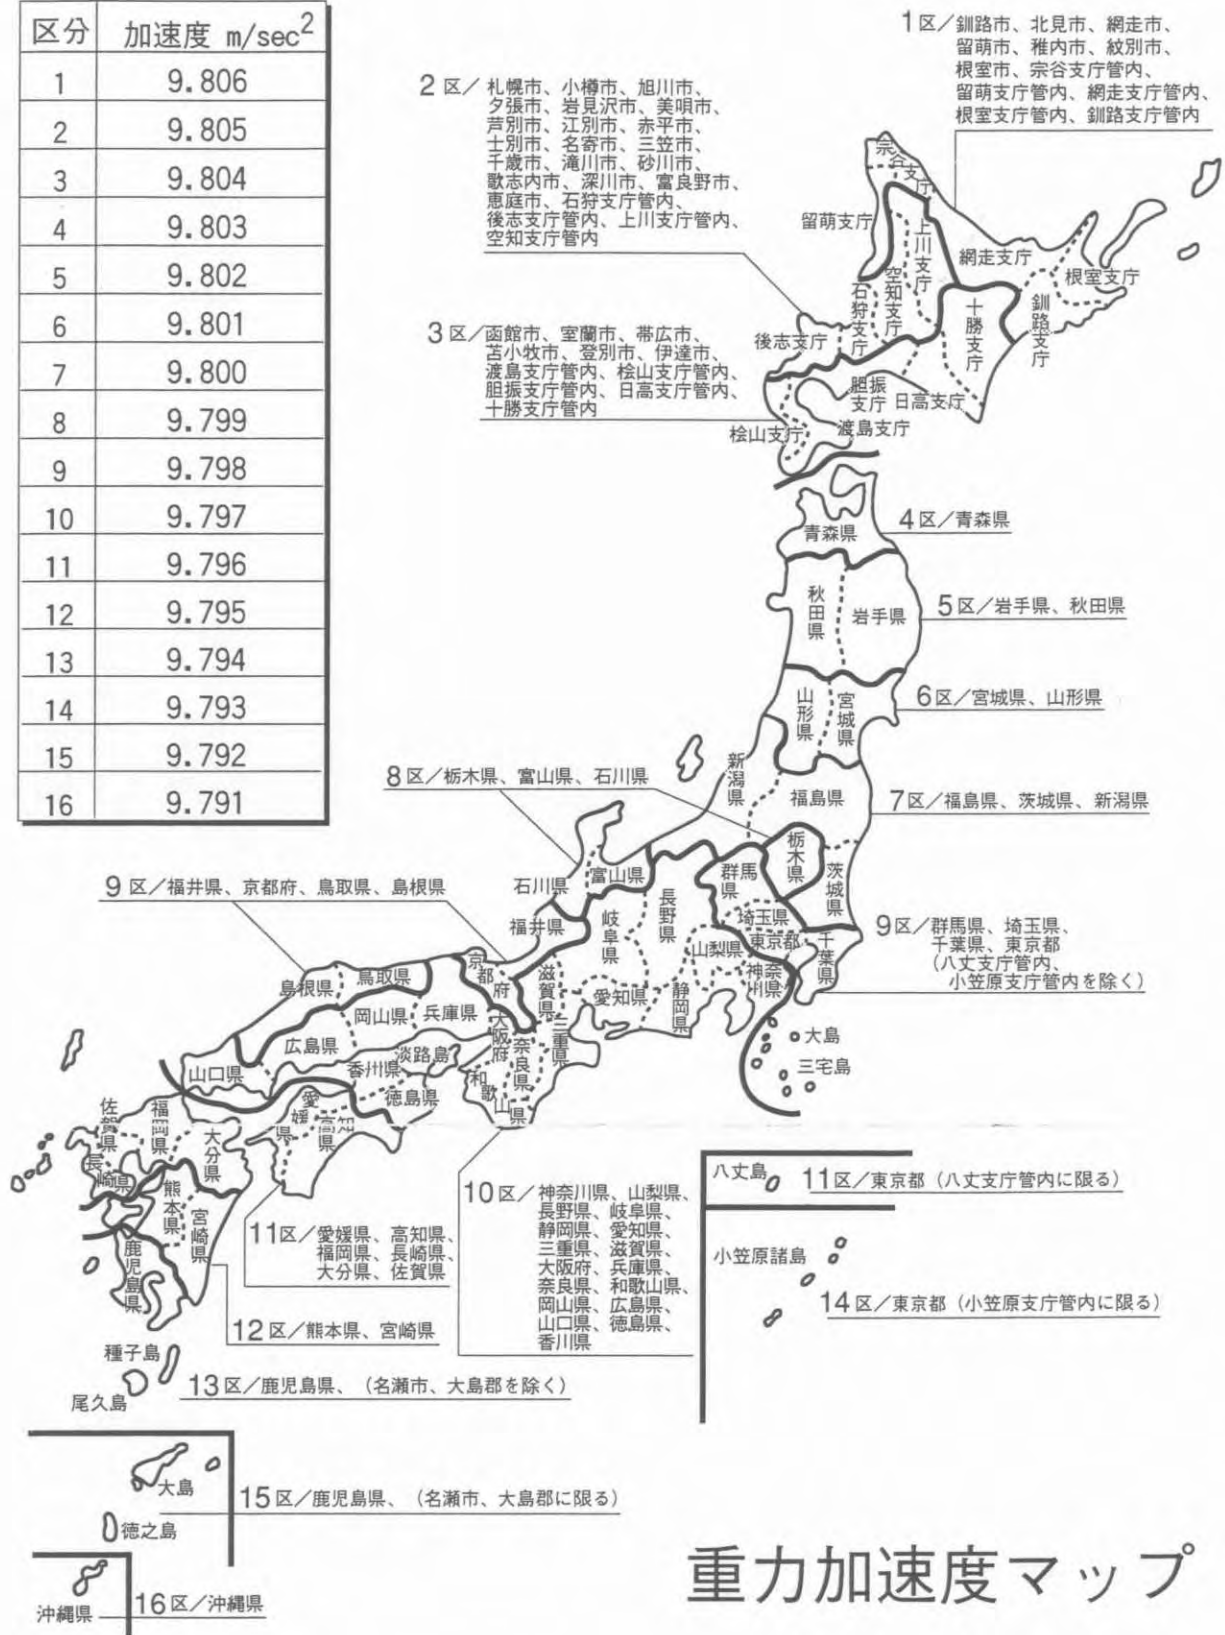 区分 加速度 m/sec²
1 9.806
2 9.805
3 9.804
4 9.803
5 9.802
6 9.801
7 9.800
8 9.799
9 9.798
10 9.797
11 9.796
12 9.795
13 9.794
14 9.793
15 9.792
16 9.791
1区/釧路市、北見市、網走市、
留萌市、稚内市、紋別市、
根室市、宗谷支庁管内、
留萌支庁管内、網走支庁管内、
根室支庁管内、釧路支庁管内
2区/札幌市、小樽市、旭川市、
夕張市、岩見沢市、美唄市、
芦別市、江別市、赤平市、
士別市、名寄市、三笠市、
千歳市、滝川市、砂川市、
歌志内市、深川市、富良野市、
恵庭市、石狩支庁管内、
後志支庁管内、上川支庁管内、
空知支庁管内
3区/函館市、室蘭市、帯広市、
苫小牧市、登別市、伊達市、
渡島支庁管内、桧山支庁管内、
胆振支庁管内、日高支庁管内、
十勝支庁管内
宗谷支庁
留萌支庁
上川支庁
網走支庁
根室支庁
空知支庁
石狩支庁
十勝支庁
釧路支庁
後志支庁
胆振
支庁
日高支庁
桧山支庁
渡島支庁
青森県
4区/青森県
秋田県
岩手県
5区/岩手県、秋田県
山形県
宮城県
6区/宮城県、山形県
新潟県
福島県
7区/福島県、茨城県、新潟県
8区/栃木県、富山県、石川県
栃木県
茨城県
群馬
県
石川県
富山県
長野県
埼玉県
9区/福井県、京都府、鳥取県、島根県
福井県
岐阜県
山梨県
東京都
千葉県
神奈
川県
9区/群馬県、埼玉県、
千葉県、東京都
(八丈支庁管内、
小笠原支庁管内を除く)
京都府
滋賀県
愛知県
静岡県
島根県
鳥取県
岡山県
兵庫県
大阪府
奈良県
三重県
大島
三宅島
広島県
山口県
香州県
淡路島
和歌山県
徳島県
愛媛県
高知県
佐賀県
福岡県
大分県
長崎県
熊本県
宮崎県
鹿児島県
10区/神奈川県、山梨県、
長野県、岐阜県、
静岡県、愛知県、
三重県、滋賀県、
大阪府、兵庫県、
奈良県、和歌山県、
岡山県、広島県、
山口県、徳島県、
香川県
11区/愛媛県、高知県、
福岡県、長崎県、
大分県、佐賀県
12区/熊本県、宮崎県
八丈島
11区/東京都(八丈支庁管内に限る)
小笠原諸島
14区/東京都(小笠原支庁管内に限る)
種子島
尾久島
13区/鹿児島県、(名瀬市、大島郡を除く)
大島
徳之島
15区/鹿児島県、(名瀬市、大島郡に限る)
沖縄県
16区/沖縄県
重力加速度マップ